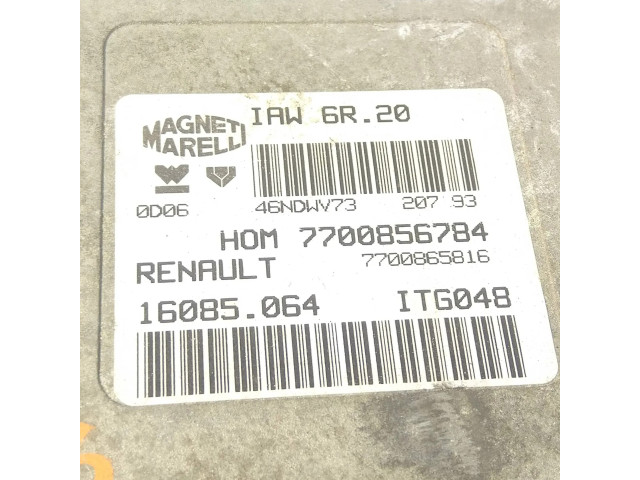 MAGNETI
MARELLI
IAW 6R.20
0D06
46NDWV73 207 93
HOM 7700856784
RENAULT 7700865816
16085.064 ITG048